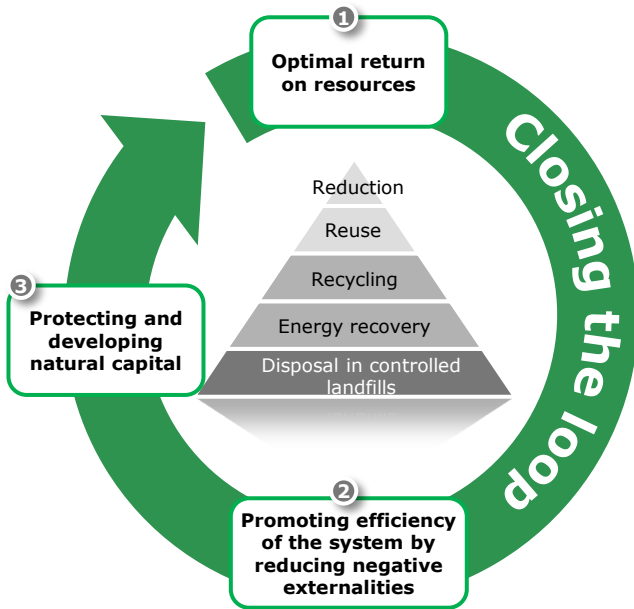 1
Optimal return
on resources
Closing the loop
Reduction
Reuse
Recycling
Energy recovery
Disposal in controlled
landfills
3
Protecting and
developing
natural capital
2
Promoting efficiency
of the system by
reducing negative
externalities